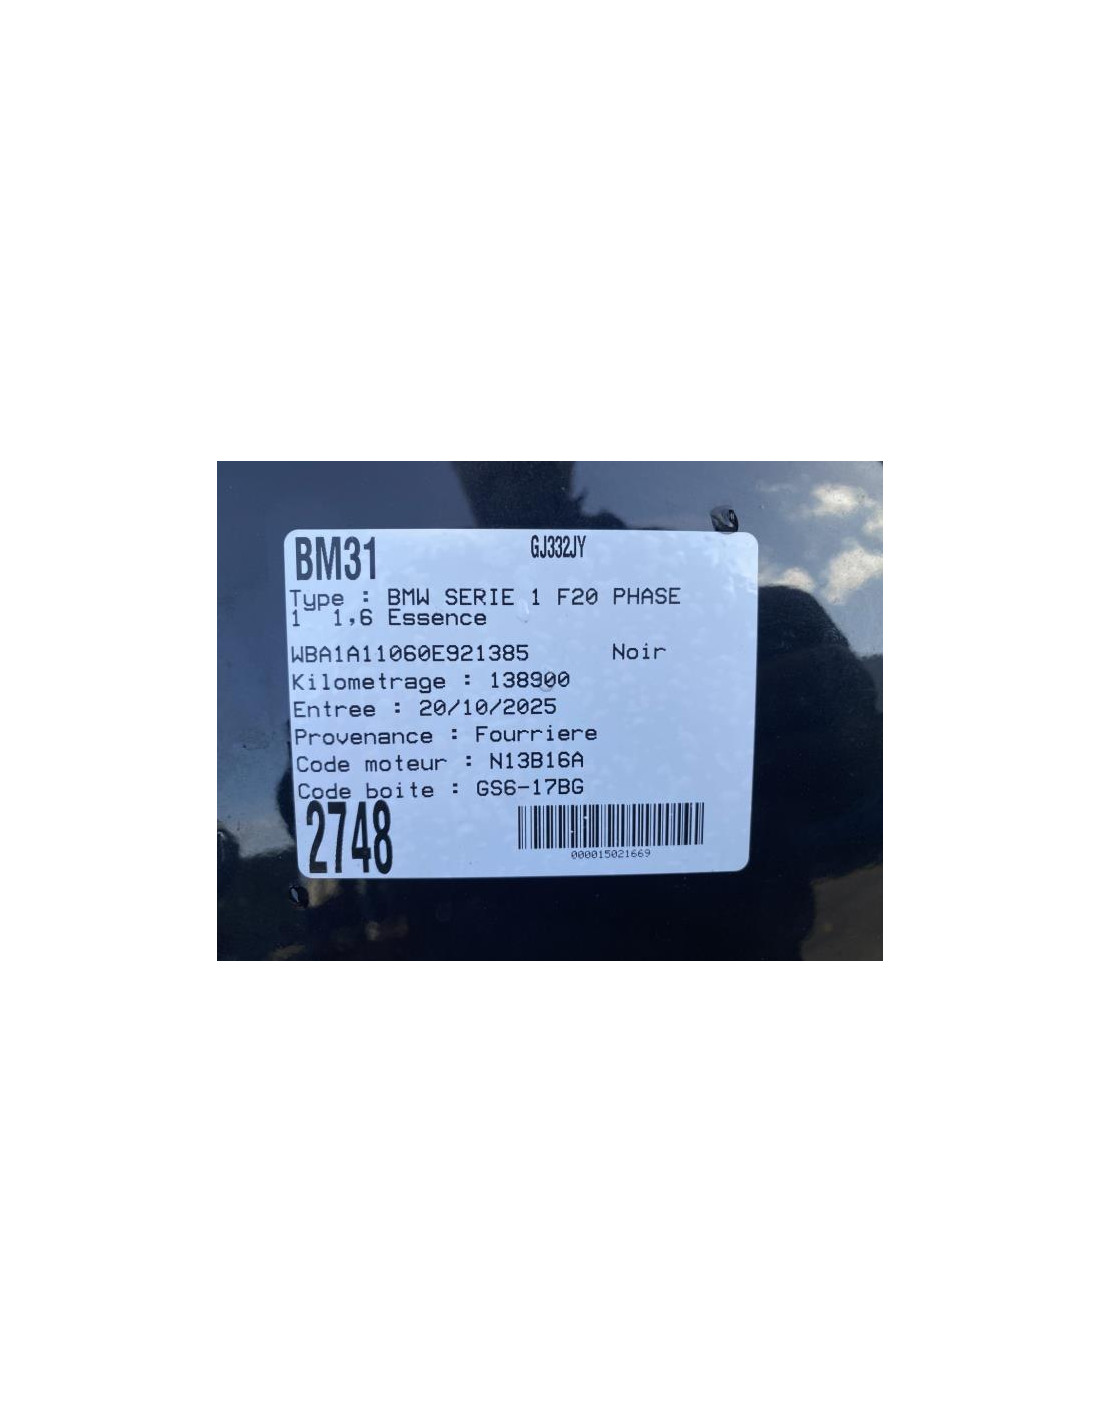 BM31 GJ332JY
Type : BMW SERIE 1 F20 PHASE
1 1,6 Essence
WBA1A11060E921385 Noir
Kilometrage : 138900
Entree : 20/10/2025
Provenance : Fourriere
Code moteur : N13B16A
Code boite : GS6-17BG
2748
000015021669